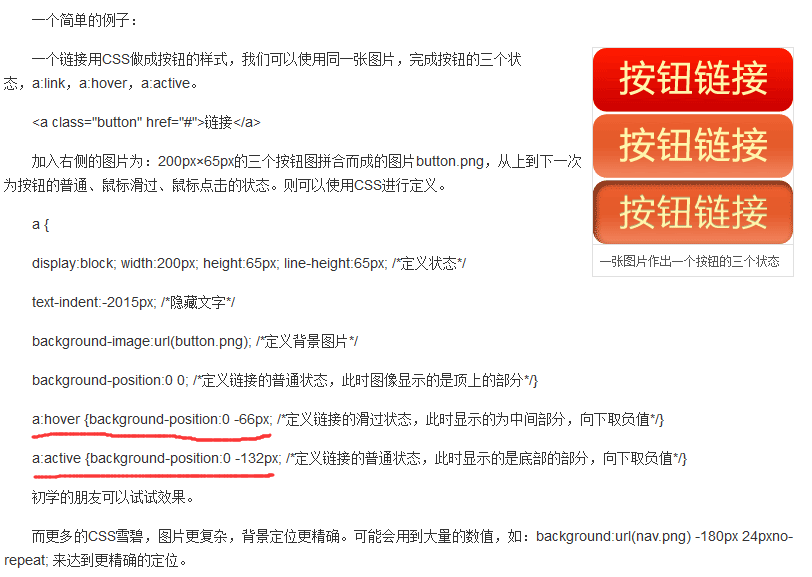 一个简单的例子：
一个链接用CSS做成按钮的样式，我们可以使用同一张图片，完成按钮的三个状
态，a:link，a:hover，a:active。
<a class="button" href="#">链接</a>
加入右侧的图片为：200px×65px的三个按钮图拼合而成的图片button.png，从上到下一次
为按钮的普通、鼠标滑过、鼠标点击的状态。则可以使用CSS进行定义。
a {
display:block; width:200px; height:65px; line-height:65px; /*定义状态*/
text-indent:-2015px; /*隐藏文字*/
background-image:url(button.png); /*定义背景图片*/
background-position:0 0; /*定义链接的普通状态，此时图像显示的是顶上的部分*/}
a:hover {background-position:0 -66px; /*定义链接的滑过状态，此时显示的为中间部分，向下取负值*/}
a:active {background-position:0 -132px; /*定义链接的普通状态，此时显示的是底部的部分，向下取负值*/}
初学的朋友可以试试效果。
而更多的CSS雪碧，图片更复杂，背景定位更精确。可能会用到大量的数值，如：background:url(nav.png) -180px 24pxno-
repeat; 来达到更精确的定位。
按钮链接
按钮链接
按钮链接
一张图片作出一个按钮的三个状态